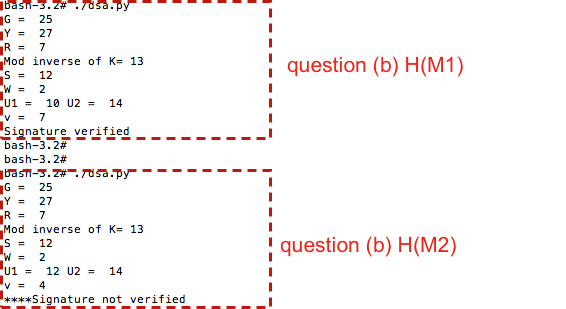 bash-3.2# ./dsa.py
G =  25
Y =  27
R =  7
Mod inverse of K= 13
S =  12
W =  2
U1 =  10 U2 =  14
v =  7
Signature verified
bash-3.2#
bash-3.2#
bash-3.2# ./dsa.py
G =  25
Y =  27
R =  7
Mod inverse of K= 13
S =  12
W =  2
U1 =  12 U2 =  14
v =  4
****Signature not verified
question (b) H(M1)
question (b) H(M2)